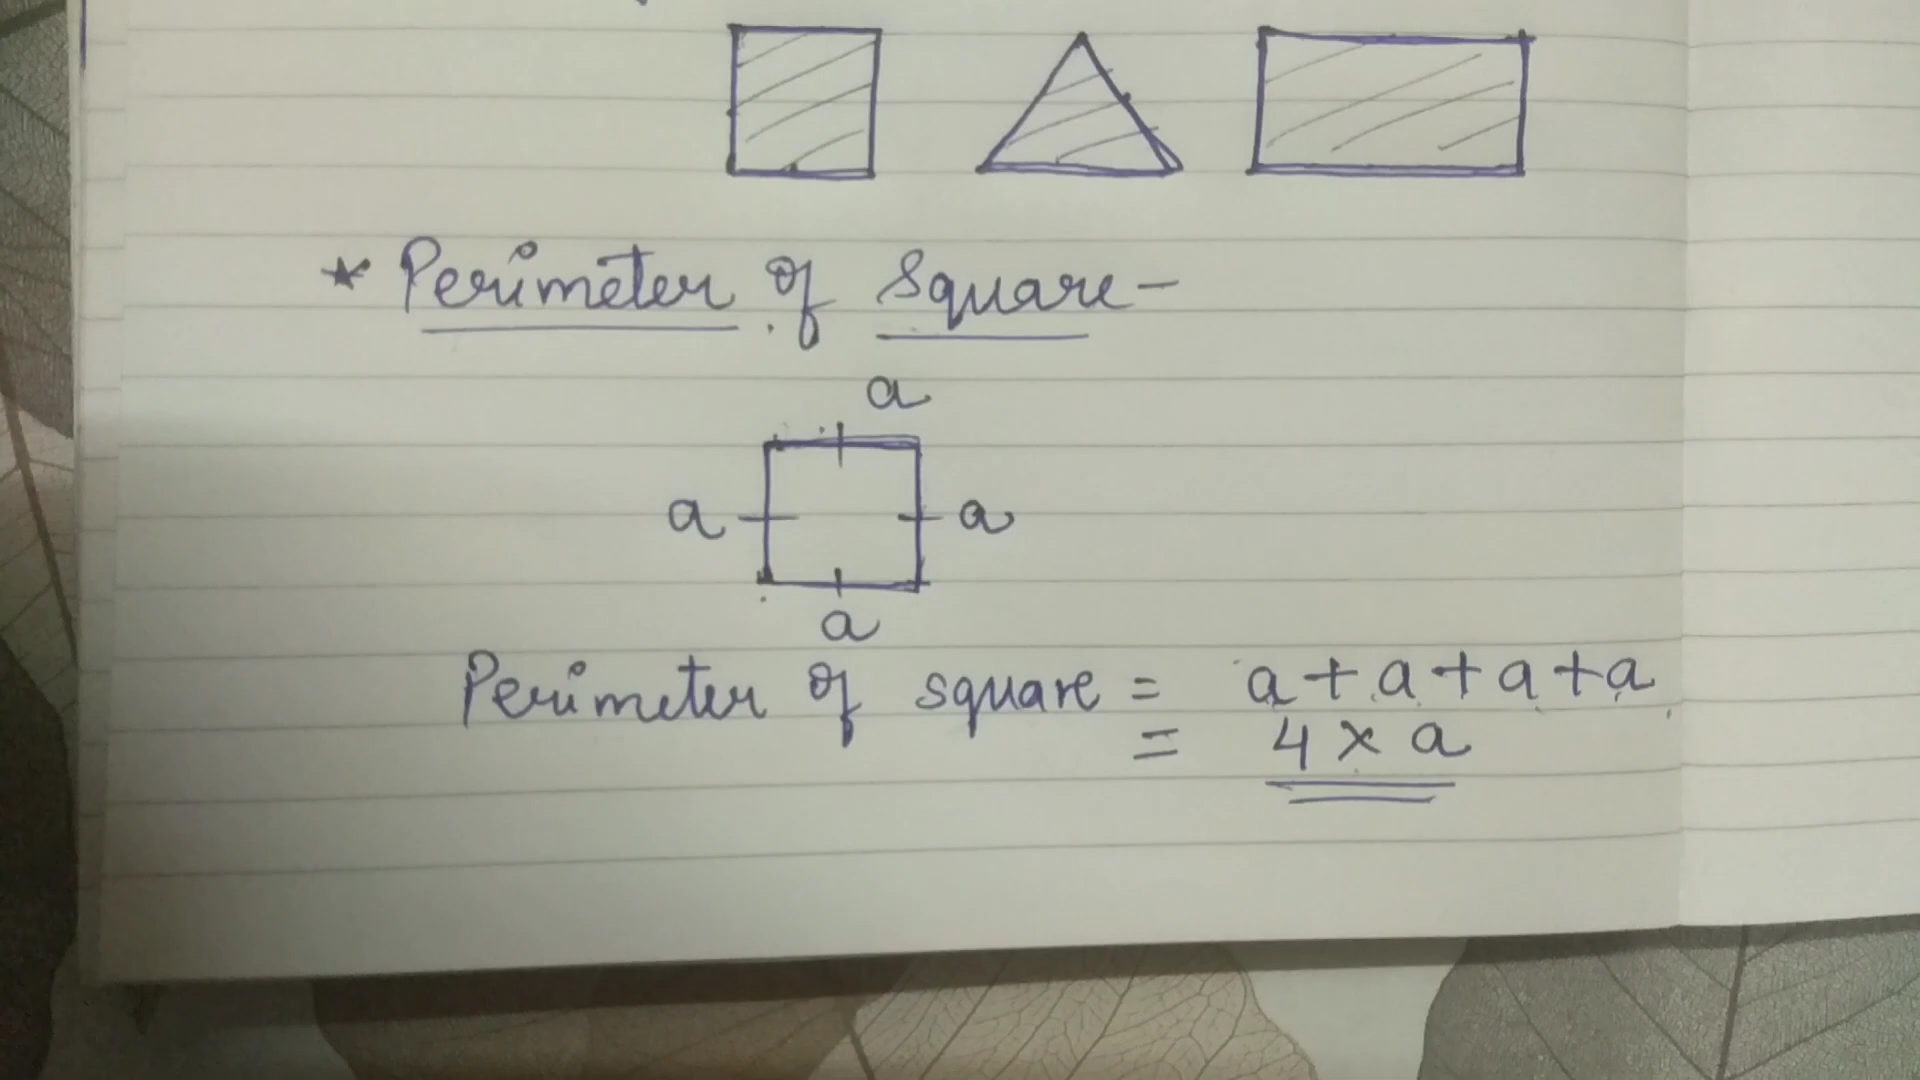 * Perimeter of Square-
a
a a
a
Perimeter of square = a + a + a + a
= 4 × a